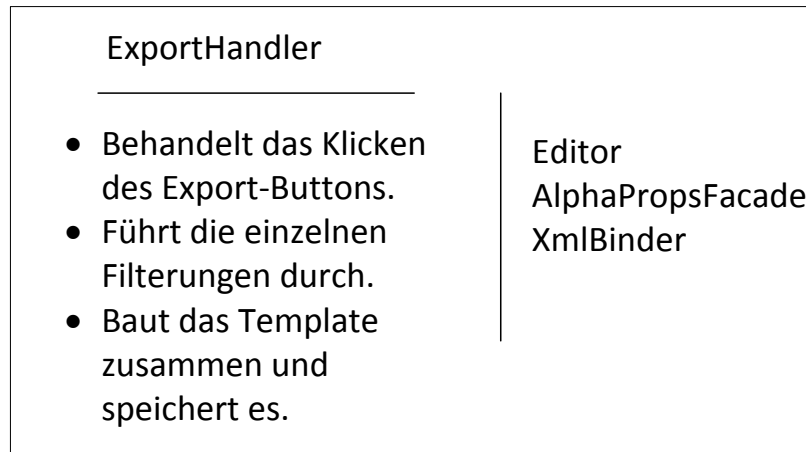 ExportHandler
• Behandelt das Klicken
des Export-Buttons.
• Führt die einzelnen
Filterungen durch.
• Baut das Template
zusammen und
speichert es.
Editor
AlphaPropsFacade
XmlBinder